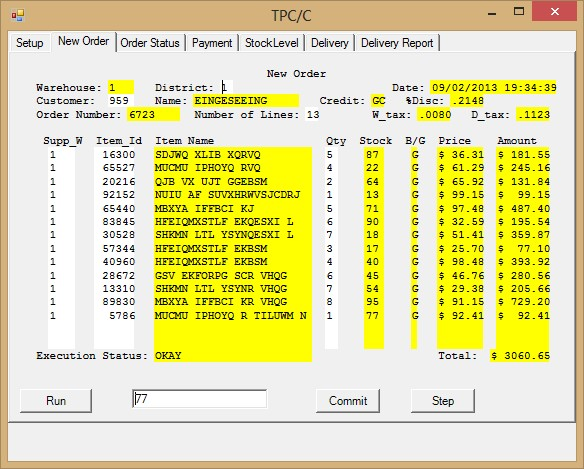 TPC/C
Setup New Order Order Status Payment StockLevel Delivery Delivery Report
New Order
Warehouse: 1 District: 1 Date: 09/02/2013 19:34:39
Customer: 959 Name: EINGESEEING Credit: GC %Disc: .2148
Order Number: 6723 Number of Lines: 13 W_tax: .0080 D_tax: .1123
Supp_W Item_Id Item Name Qty Stock B/G Price Amount
1 16300 SDJWQ XLIB XQRVQ 5 87 G $ 36.31 $ 181.55
1 65527 MUCMU IPHOYQ RVQ 4 22 G $ 61.29 $ 245.16
1 20216 QJB VX UJT GGEBSM 2 64 G $ 65.92 $ 131.84
1 92152 NUIU AF SUVXHRWVSJCDRJ 1 13 G $ 99.15 $ 99.15
1 65440 MBXYA IFFBCI KJ 5 71 G $ 97.48 $ 487.40
1 83845 HFEIQMXSTLF EKQESXI L 6 90 G $ 32.59 $ 195.54
1 30528 SHKMN LTL YSYNQESXI L 7 18 G $ 51.41 $ 359.87
1 57344 HFEIQMXSTLF EKBSM 3 17 G $ 25.70 $ 77.10
1 40960 HFEIQMXSTLF EKBSM 4 40 G $ 98.48 $ 393.92
1 28672 GSV EKFORPG SCR VHQG 6 45 G $ 46.76 $ 280.56
1 13310 SHKMN LTL YSYNR VHQG 7 54 G $ 29.38 $ 205.66
1 89830 MBXYA IFFBCI KR VHQG 8 95 G $ 91.15 $ 729.20
1 5786 MUCMU IPHOYQ R TILUWM N 1 77 G $ 92.41 $ 92.41
Execution Status: OKAY Total: $ 3060.65
Run 77 Commit Step